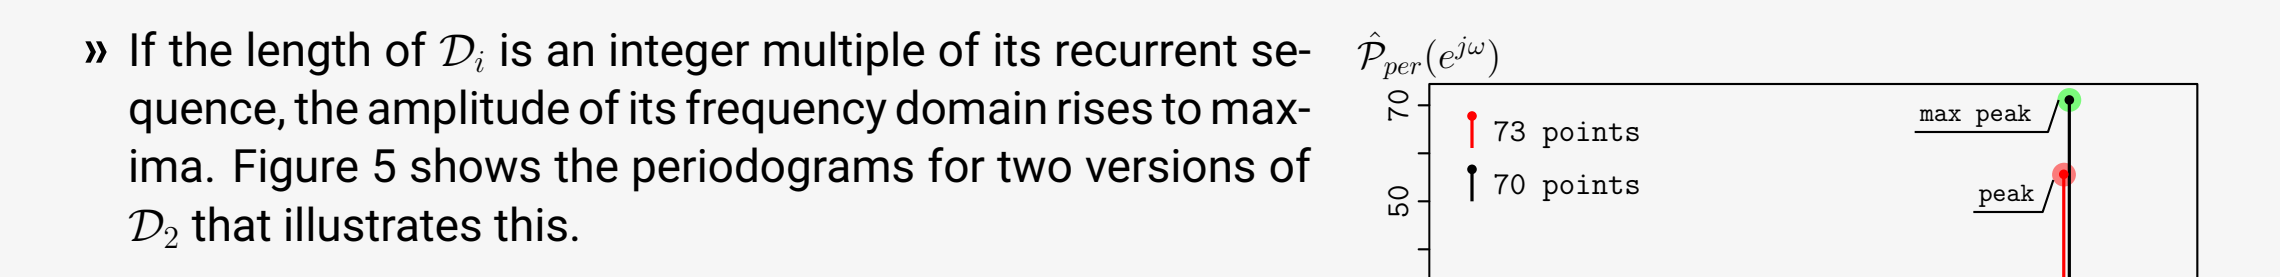 » If the length of 𝒟ᵢ is an integer multiple of its recurrent se-
quence, the amplitude of its frequency domain rises to max-
ima. Figure 5 shows the periodograms for two versions of
𝒟₂ that illustrates this.
𝒫̂_per(e^{jω})
70
50
73 points
70 points
max peak
peak